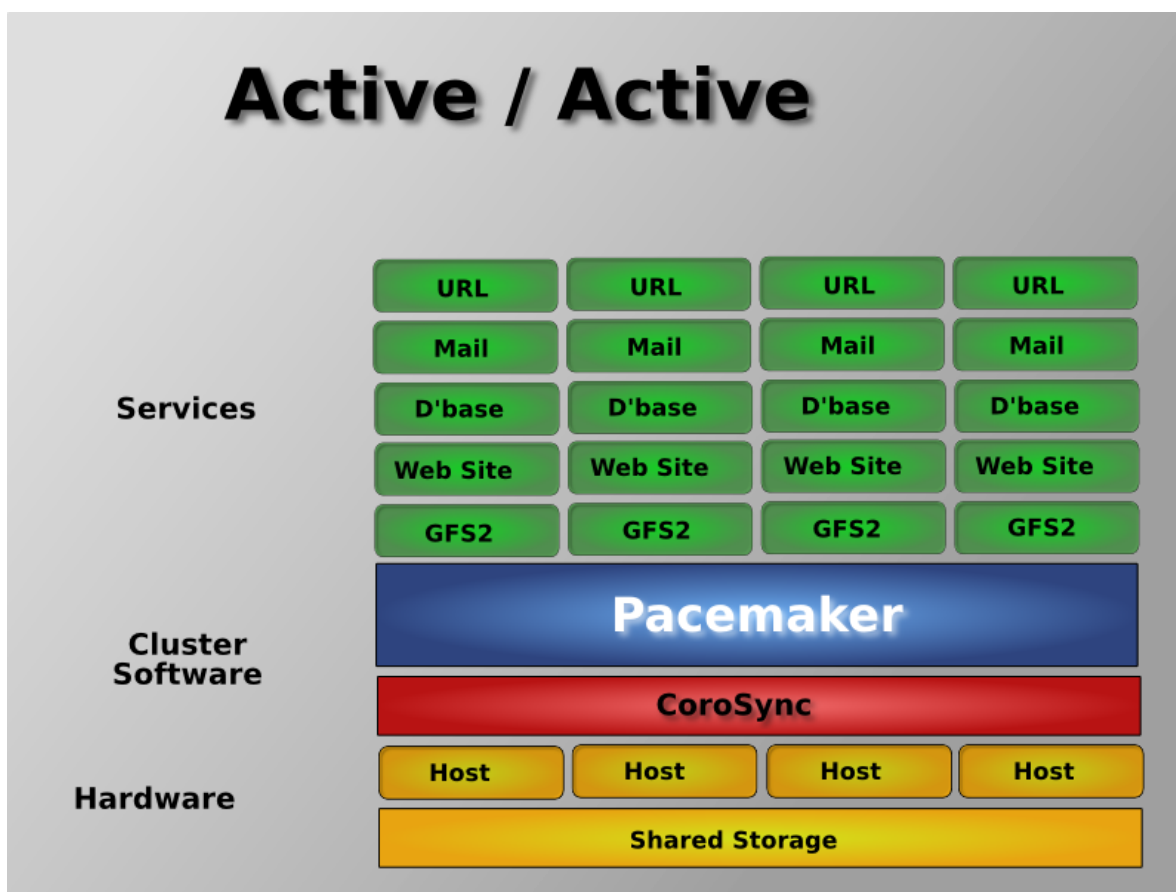 Active / Active
URL URL URL URL
Mail Mail Mail Mail
Services
D'base D'base D'base D'base
Web Site Web Site Web Site Web Site
GFS2 GFS2 GFS2 GFS2
Cluster
Software
Pacemaker
CoroSync
Hardware
Host Host Host Host
Shared Storage